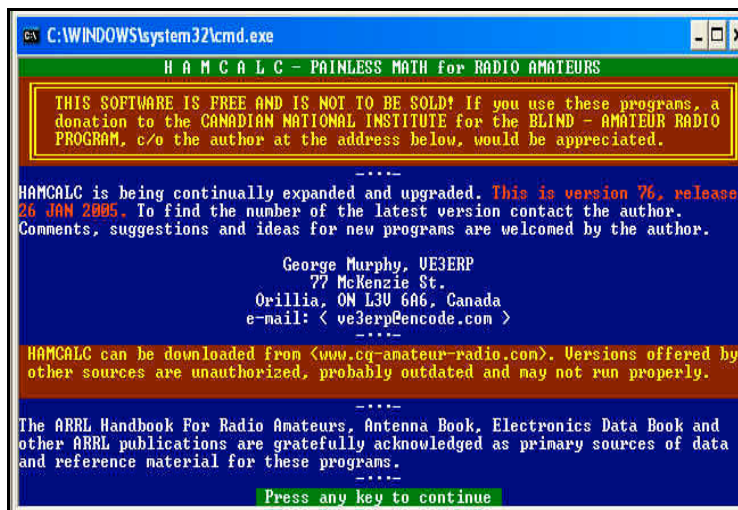 C:\WINDOWS\system32\cmd.exe
H A M C A L C - PAINLESS MATH for RADIO AMATEURS
THIS SOFTWARE IS FREE AND IS NOT TO BE SOLD! If you use these programs, a
donation to the CANADIAN NATIONAL INSTITUTE for the BLIND - AMATEUR RADIO
PROGRAM, c/o the author at the address below, would be appreciated.
-...-
HAMCALC is being continually expanded and upgraded. This is version 76, release
26 JAN 2005. To find the number of the latest version contact the author.
Comments, suggestions and ideas for new programs are welcomed by the author.
George Murphy, VE3ERP
77 McKenzie St.
Orillia, ON L3V 6A6, Canada
e-mail: < ve3erp@encode.com >
-...-
HAMCALC can be downloaded from <www.cq-amateur-radio.com>. Versions offered by
other sources are unauthorized, probably outdated and may not run properly.
-...-
The ARRL Handbook For Radio Amateurs, Antenna Book, Electronics Data Book and
other ARRL publications are gratefully acknowledged as primary sources of data
and reference material for these programs.
-...-
Press any key to continue